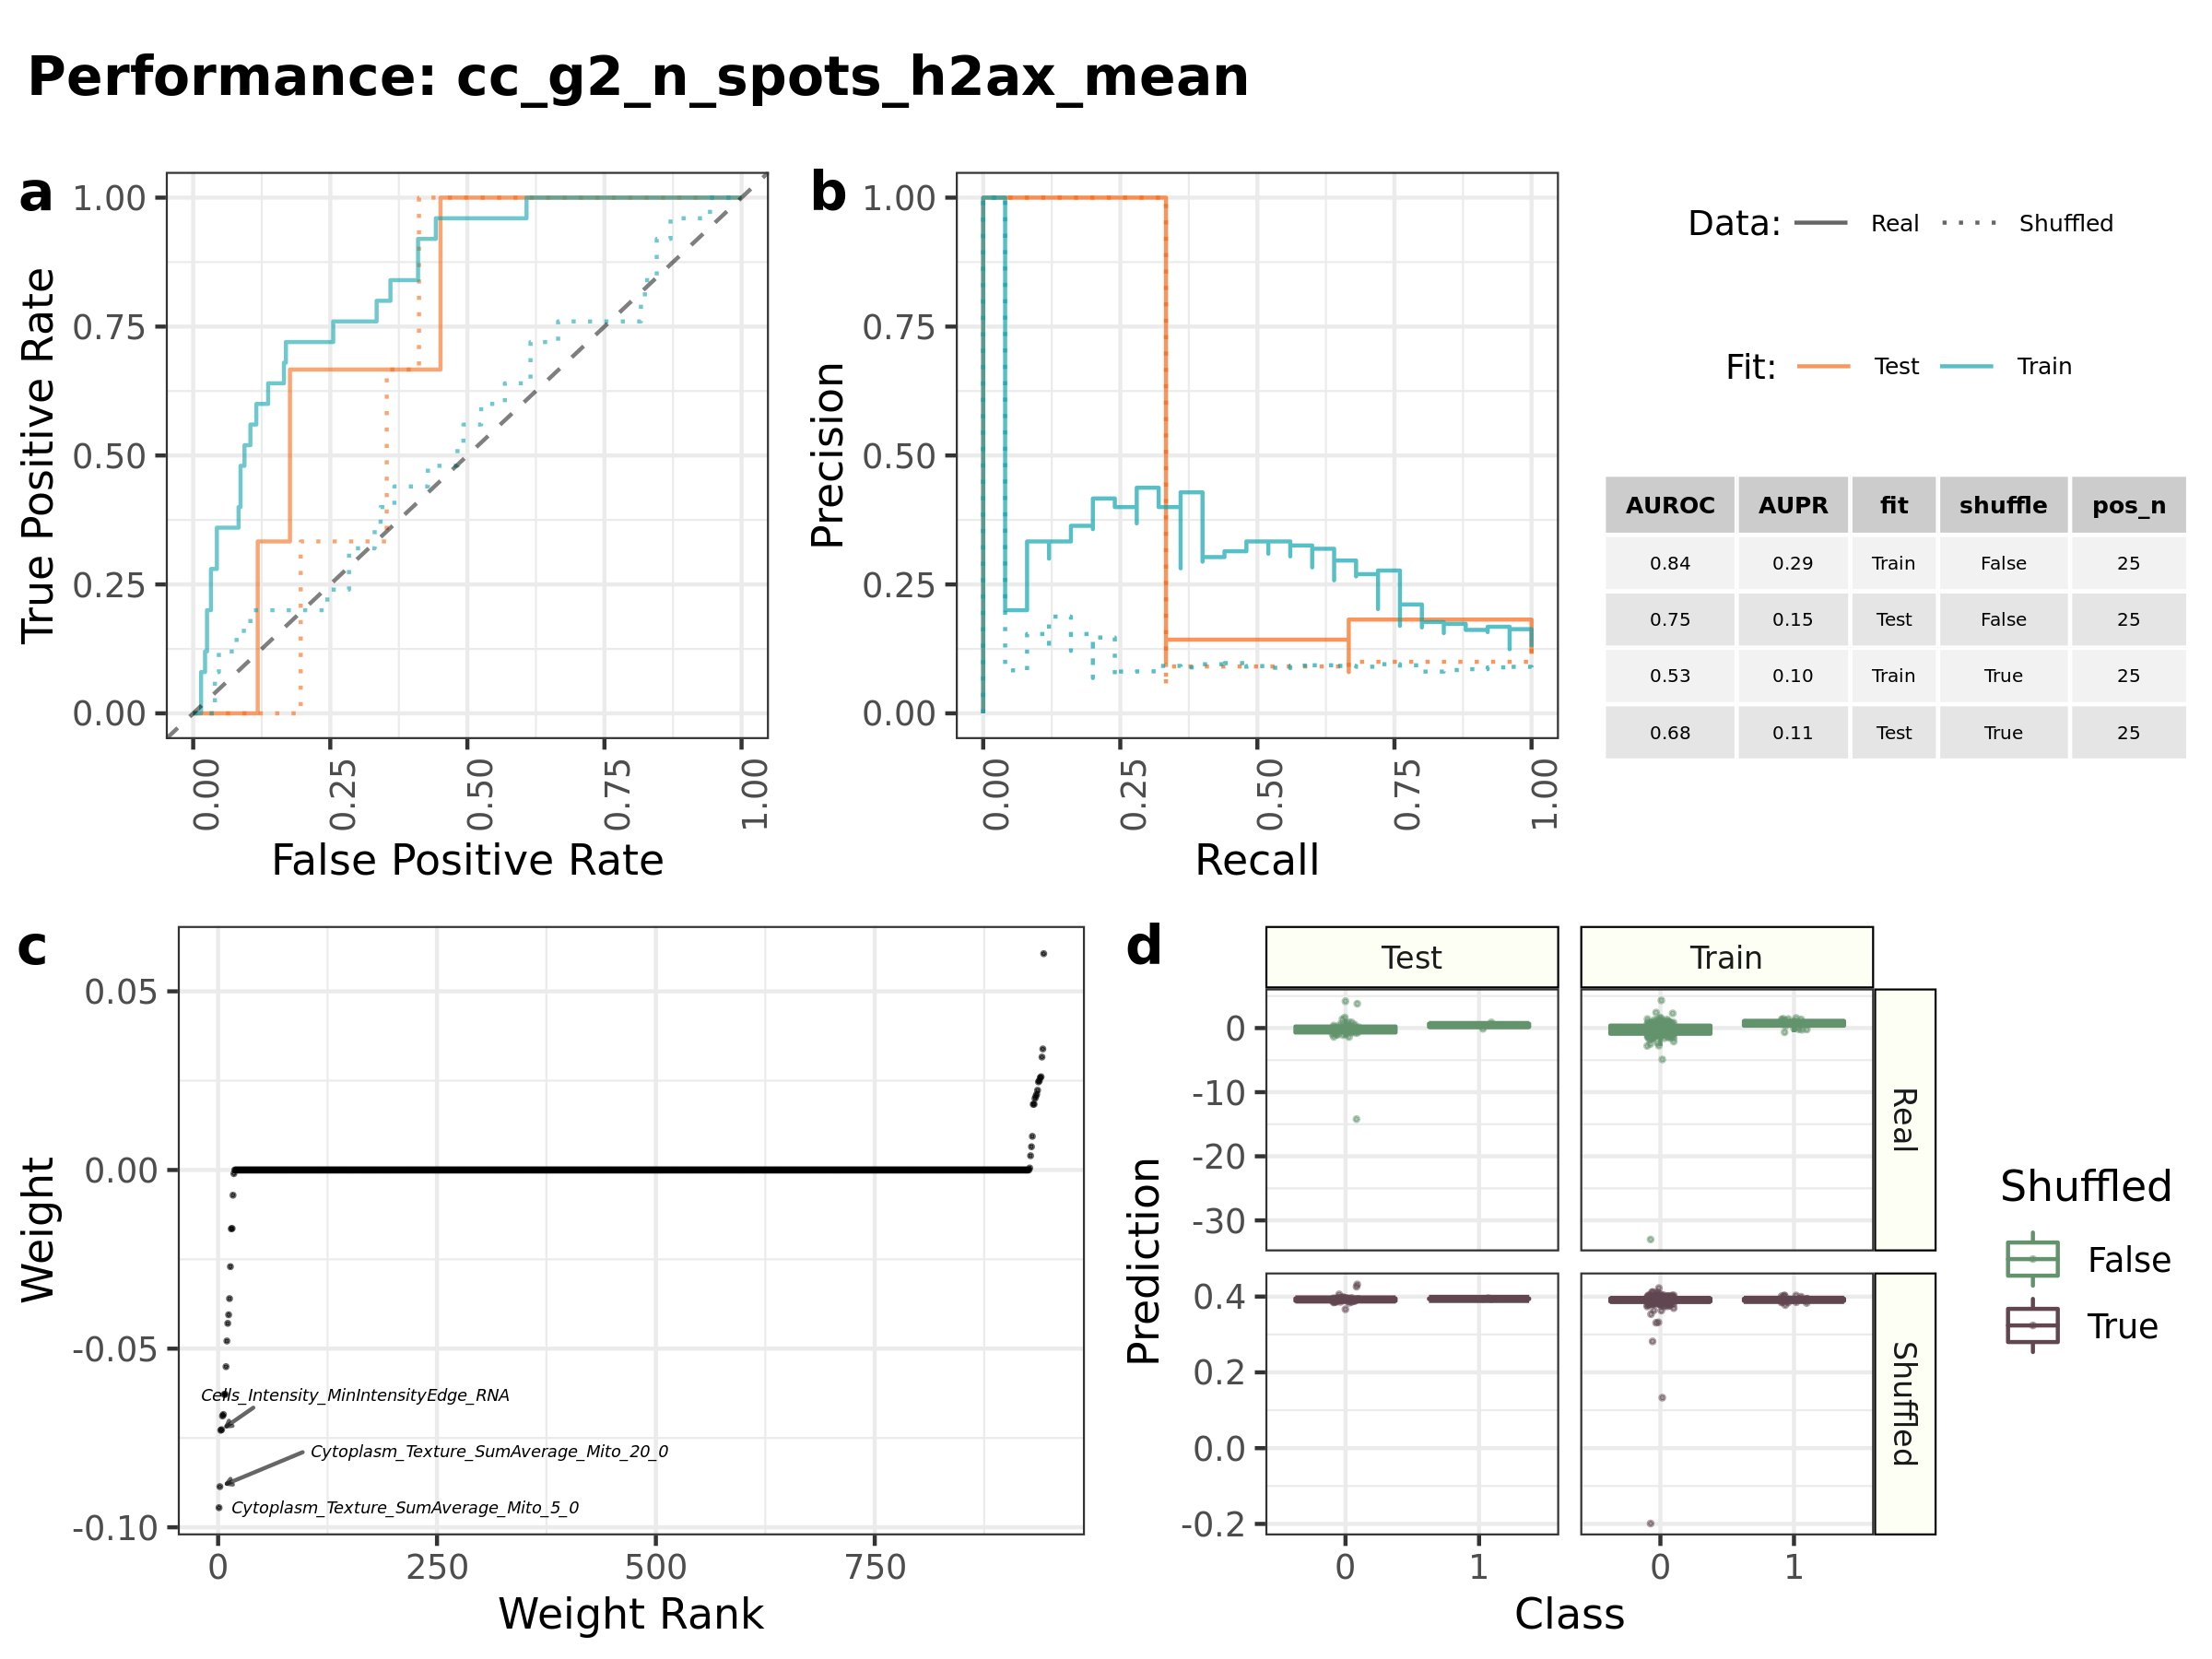 Performance: cc_g2_n_spots_h2ax_mean
a
True Positive Rate
1.00
0.75
0.50
0.25
0.00
0.00 0.25 0.50 0.75 1.00
False Positive Rate
b
Precision
1.00
0.75
0.50
0.25
0.00
0.00 0.25 0.50 0.75 1.00
Recall
Data: Real Shuffled
Fit: Test Train
AUROC AUPR fit shuffle pos_n
0.84 0.29 Train False 25
0.75 0.15 Test False 25
0.53 0.10 Train True 25
0.68 0.11 Test True 25
c
Weight
0.05
0.00
-0.05
-0.10
Cells_Intensity_MinIntensityEdge_RNA
Cytoplasm_Texture_SumAverage_Mito_20_0
Cytoplasm_Texture_SumAverage_Mito_5_0
0 250 500 750
Weight Rank
d
Test Train
Prediction
0
-10
-20
-30
Real
0.4
0.2
0.0
-0.2
Shuffled
0 1 0 1
Class
Shuffled
False
True